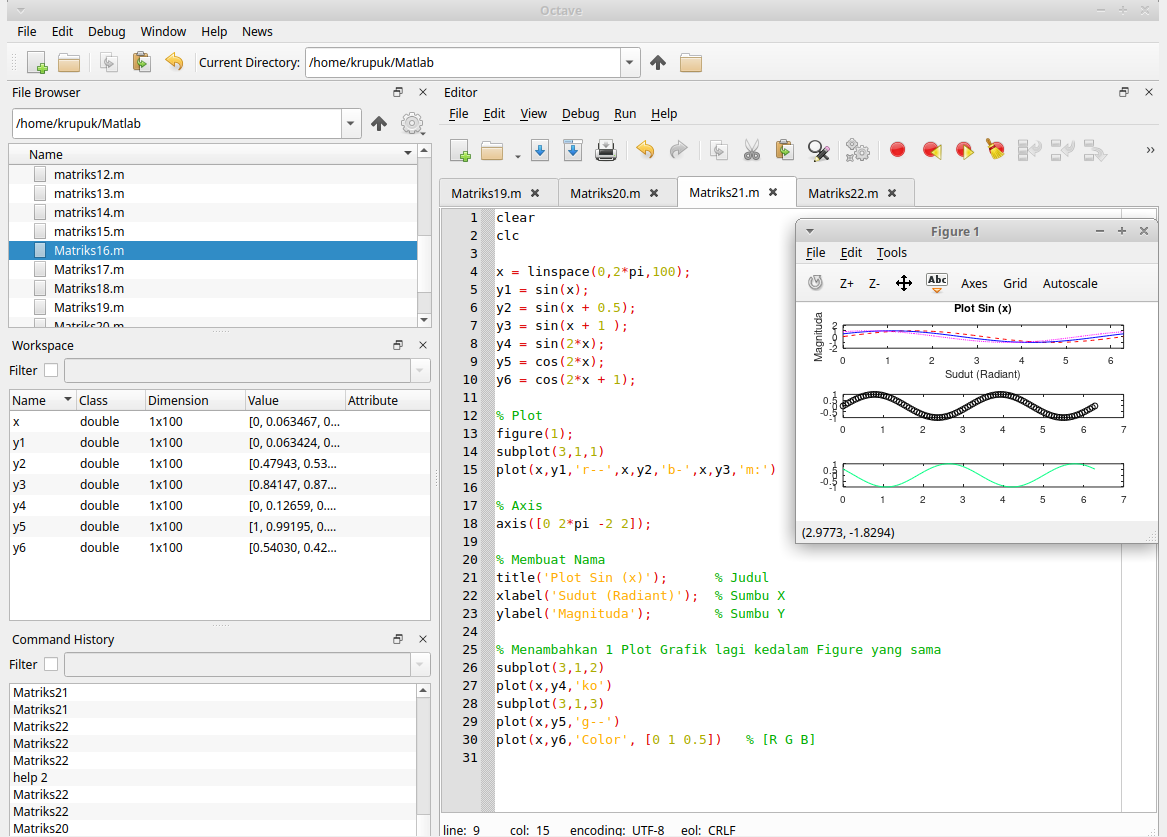 Octave
File Edit Debug Window Help News
Current Directory: /home/krupuk/Matlab
File Browser
/home/krupuk/Matlab
Name
matriks12.m
matriks13.m
matriks14.m
matriks15.m
Matriks16.m
Matriks17.m
Matriks18.m
Matriks19.m
Matriks20.m
Workspace
Filter
Name Class Dimension Value Attribute
x double 1x100 [0, 0.063467, 0...
y1 double 1x100 [0, 0.063424, 0...
y2 double 1x100 [0.47943, 0.53...
y3 double 1x100 [0.84147, 0.87...
y4 double 1x100 [0, 0.12659, 0....
y5 double 1x100 [1, 0.99195, 0....
y6 double 1x100 [0.54030, 0.42...
Command History
Filter
Matriks21
Matriks21
Matriks22
Matriks22
Matriks22
help 2
Matriks22
Matriks22
Matriks20
Editor
File Edit View Debug Run Help
Matriks19.m Matriks20.m Matriks21.m Matriks22.m
1 clear
2 clc
3
4 x = linspace(0,2*pi,100);
5 y1 = sin(x);
6 y2 = sin(x + 0.5);
7 y3 = sin(x + 1 );
8 y4 = sin(2*x);
9 y5 = cos(2*x);
10 y6 = cos(2*x + 1);
11
12 % Plot
13 figure(1);
14 subplot(3,1,1)
15 plot(x,y1,'r--',x,y2,'b-',x,y3,'m:')
16
17 % Axis
18 axis([0 2*pi -2 2]);
19
20 % Membuat Nama
21 title('Plot Sin (x)'); % Judul
22 xlabel('Sudut (Radiant)'); % Sumbu X
23 ylabel('Magnituda'); % Sumbu Y
24
25 % Menambahkan 1 Plot Grafik lagi kedalam Figure yang sama
26 subplot(3,1,2)
27 plot(x,y4,'ko')
28 subplot(3,1,3)
29 plot(x,y5,'g--')
30 plot(x,y6,'Color', [0 1 0.5]) % [R G B]
31
line: 9 col: 15 encoding: UTF-8 eol: CRLF
Figure 1
File Edit Tools
Z+ Z- Abc Axes Grid Autoscale
Plot Sin (x)
Magnituda
2
1
0
-1
-2
0 1 2 3 4 5 6
Sudut (Radiant)
1
0.5
0
-0.5
-1
0 1 2 3 4 5 6 7
1
0.5
0
-0.5
-1
0 1 2 3 4 5 6 7
(2.9773, -1.8294)